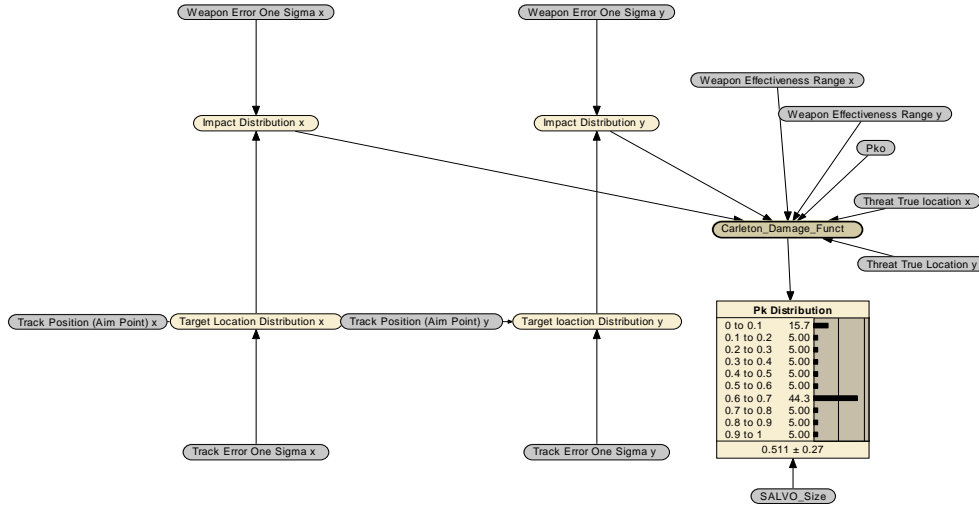 Weapon Error One Sigma x
Weapon Error One Sigma y
Weapon Effectiveness Range x
Weapon Effectiveness Range y
Impact Distribution x
Impact Distribution y
Pko
Threat True location x
Carleton_Damage_Funct
Threat True Location y
Pk Distribution
Track Position (Aim Point) x
Target Location Distribution x
Track Position (Aim Point) y
Target loaction Distribution y
0 to 0.1 15.7
0.1 to 0.2 5.00
0.2 to 0.3 5.00
0.3 to 0.4 5.00
0.4 to 0.5 5.00
0.5 to 0.6 5.00
0.6 to 0.7 44.3
0.7 to 0.8 5.00
0.8 to 0.9 5.00
0.9 to 1 5.00
0.511 ± 0.27
Track Error One Sigma x
Track Error One Sigma y
SALVO_Size